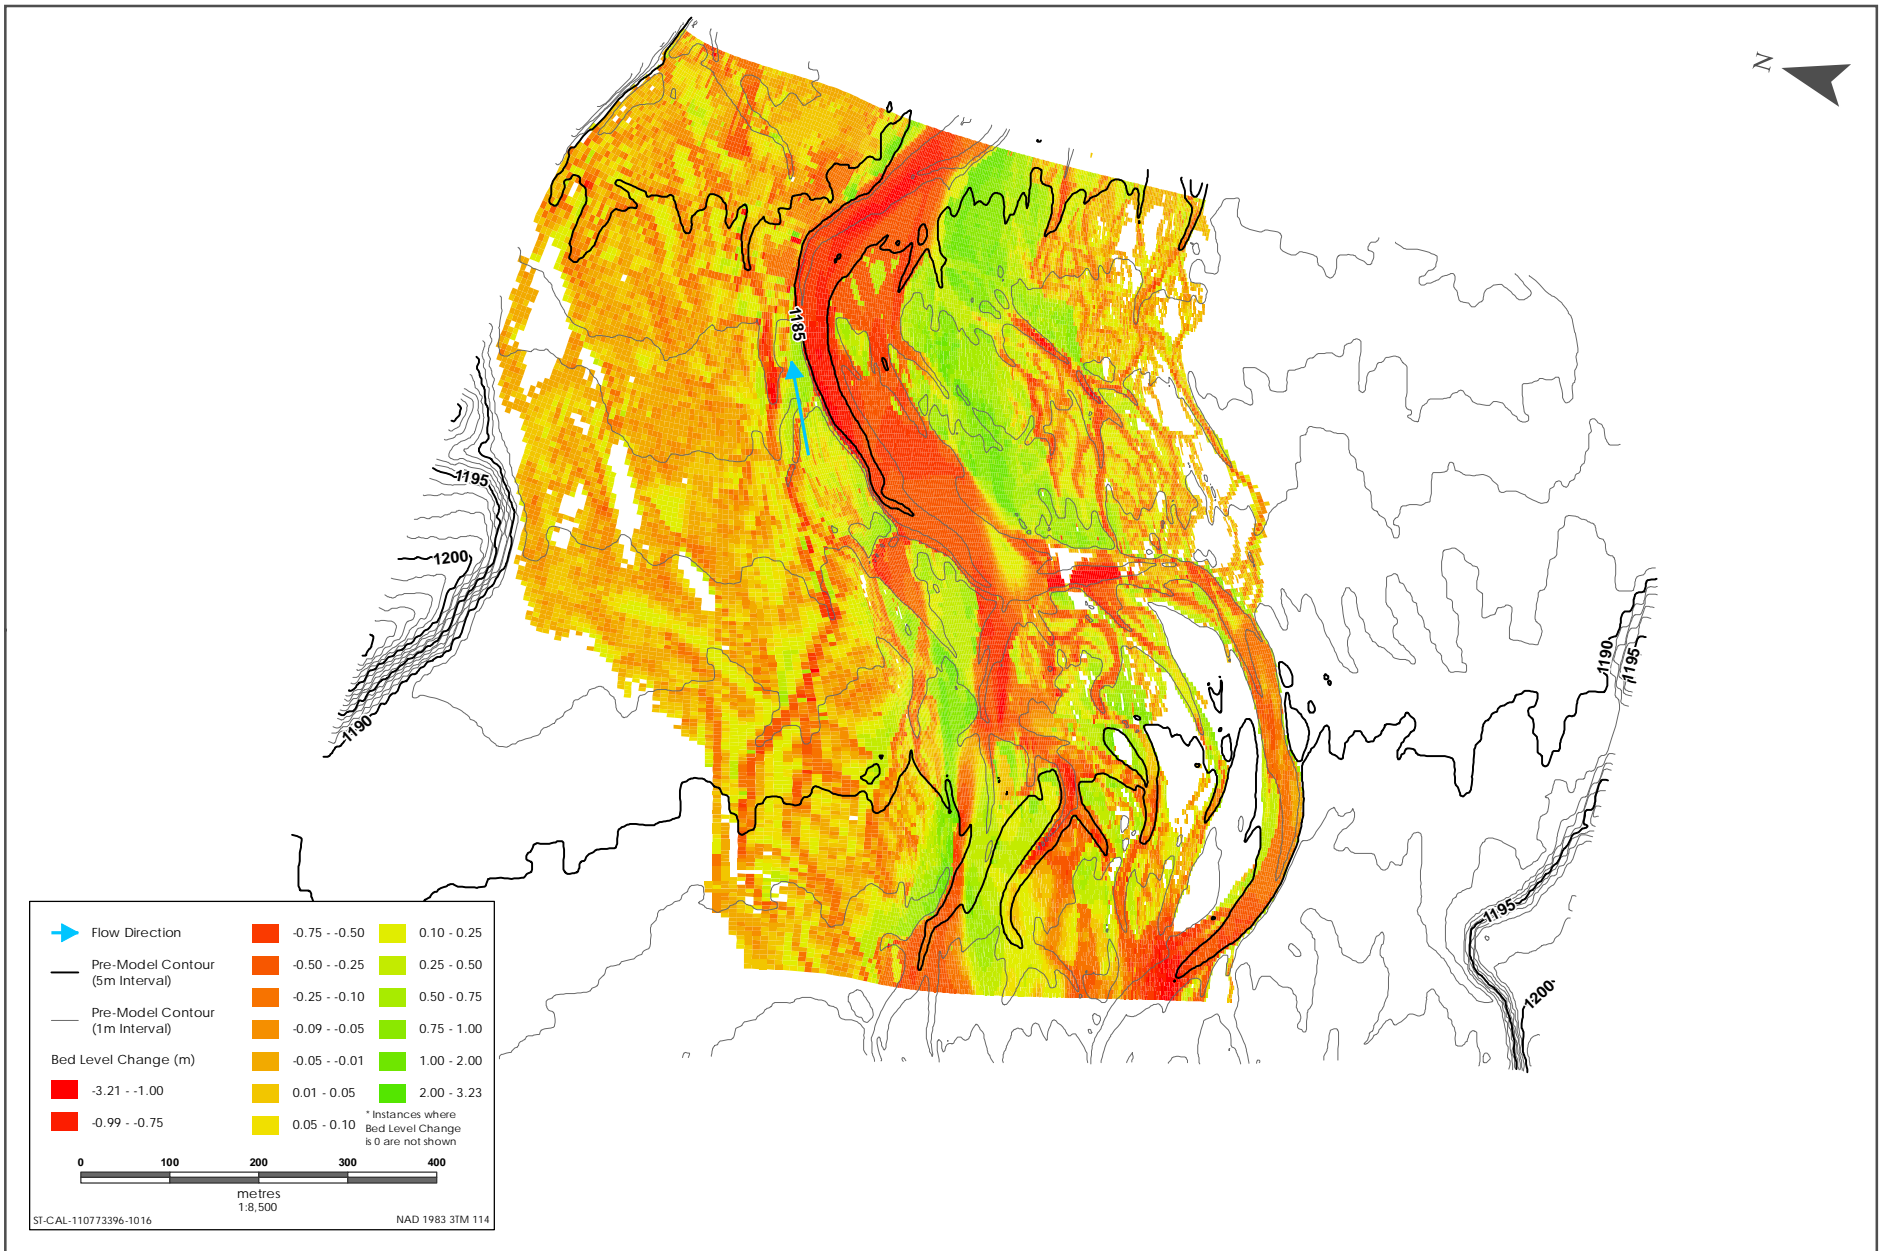 N
1185
1195
1200
1190
1190
1195
1195
1200
Flow Direction
Pre-Model Contour
(5m Interval)
Pre-Model Contour
(1m Interval)
Bed Level Change (m)
-3.21 - -1.00
-0.99 - -0.75
-0.75 - -0.50
-0.50 - -0.25
-0.25 - -0.10
-0.09 - -0.05
-0.05 - -0.01
0.01 - 0.05
0.05 - 0.10
0.10 - 0.25
0.25 - 0.50
0.50 - 0.75
0.75 - 1.00
1.00 - 2.00
2.00 - 3.23
* Instances where
Bed Level Change
is 0 are not shown
0 100 200 300 400
metres
1:8,500
ST-CAL-110773396-1016
NAD 1983 3TM 114